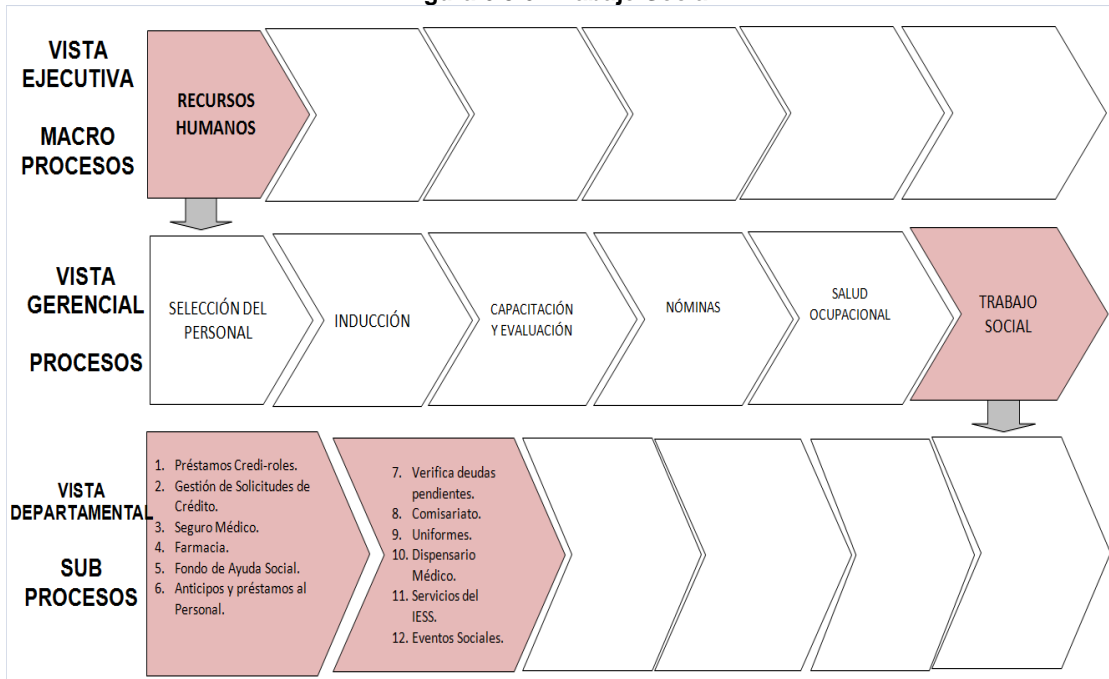 Trabajo Social
VISTA
EJECUTIVA
MACRO
PROCESOS
RECURSOS
HUMANOS
VISTA
GERENCIAL
PROCESOS
SELECCIÓN DEL
PERSONAL
INDUCCIÓN
CAPACITACIÓN
Y EVALUACIÓN
NÓMINAS
SALUD
OCUPACIONAL
TRABAJO
SOCIAL
VISTA
DEPARTAMENTAL
SUB
PROCESOS
1. Préstamos Credi-roles.
2. Gestión de Solicitudes de
Crédito.
3. Seguro Médico.
4. Farmacia.
5. Fondo de Ayuda Social.
6. Anticipos y préstamos al
Personal.
7. Verifica deudas
pendientes.
8. Comisariato.
9. Uniformes.
10. Dispensario
Médico.
11. Servicios del
IESS.
12. Eventos Sociales.